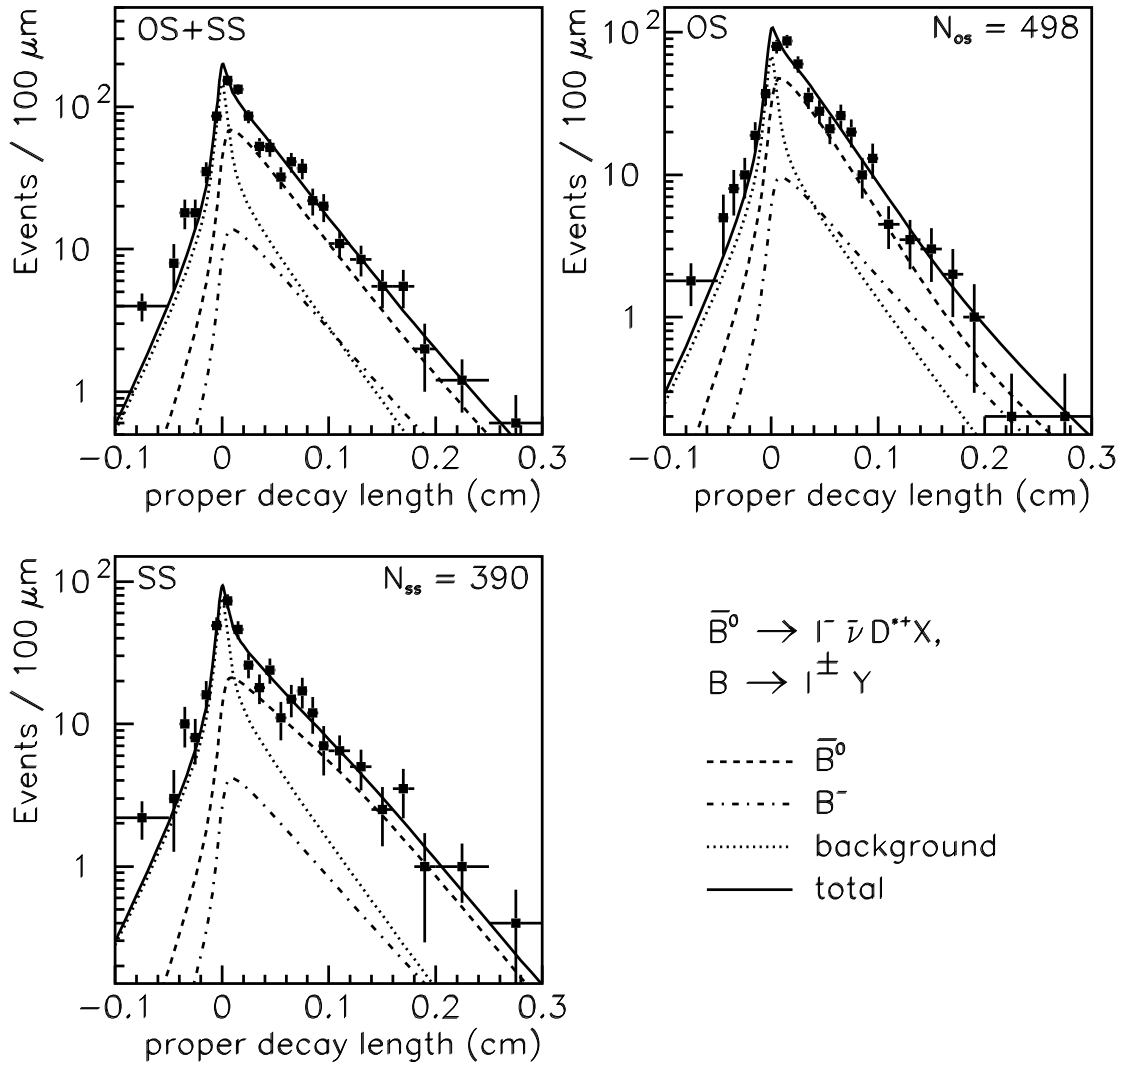 OS+SS
Events / 100 μm
10²
10
1
−0.1 0 0.1 0.2 0.3
proper decay length (cm)
OS Nos = 498
Events / 100 μm
10²
10
1
−0.1 0 0.1 0.2 0.3
proper decay length (cm)
SS Nss = 390
Events / 100 μm
10²
10
1
−0.1 0 0.1 0.2 0.3
proper decay length (cm)
B̅⁰ → l⁻ ν̅ D*⁺X,
B → l± Y
B̅⁰
B⁻
background
total